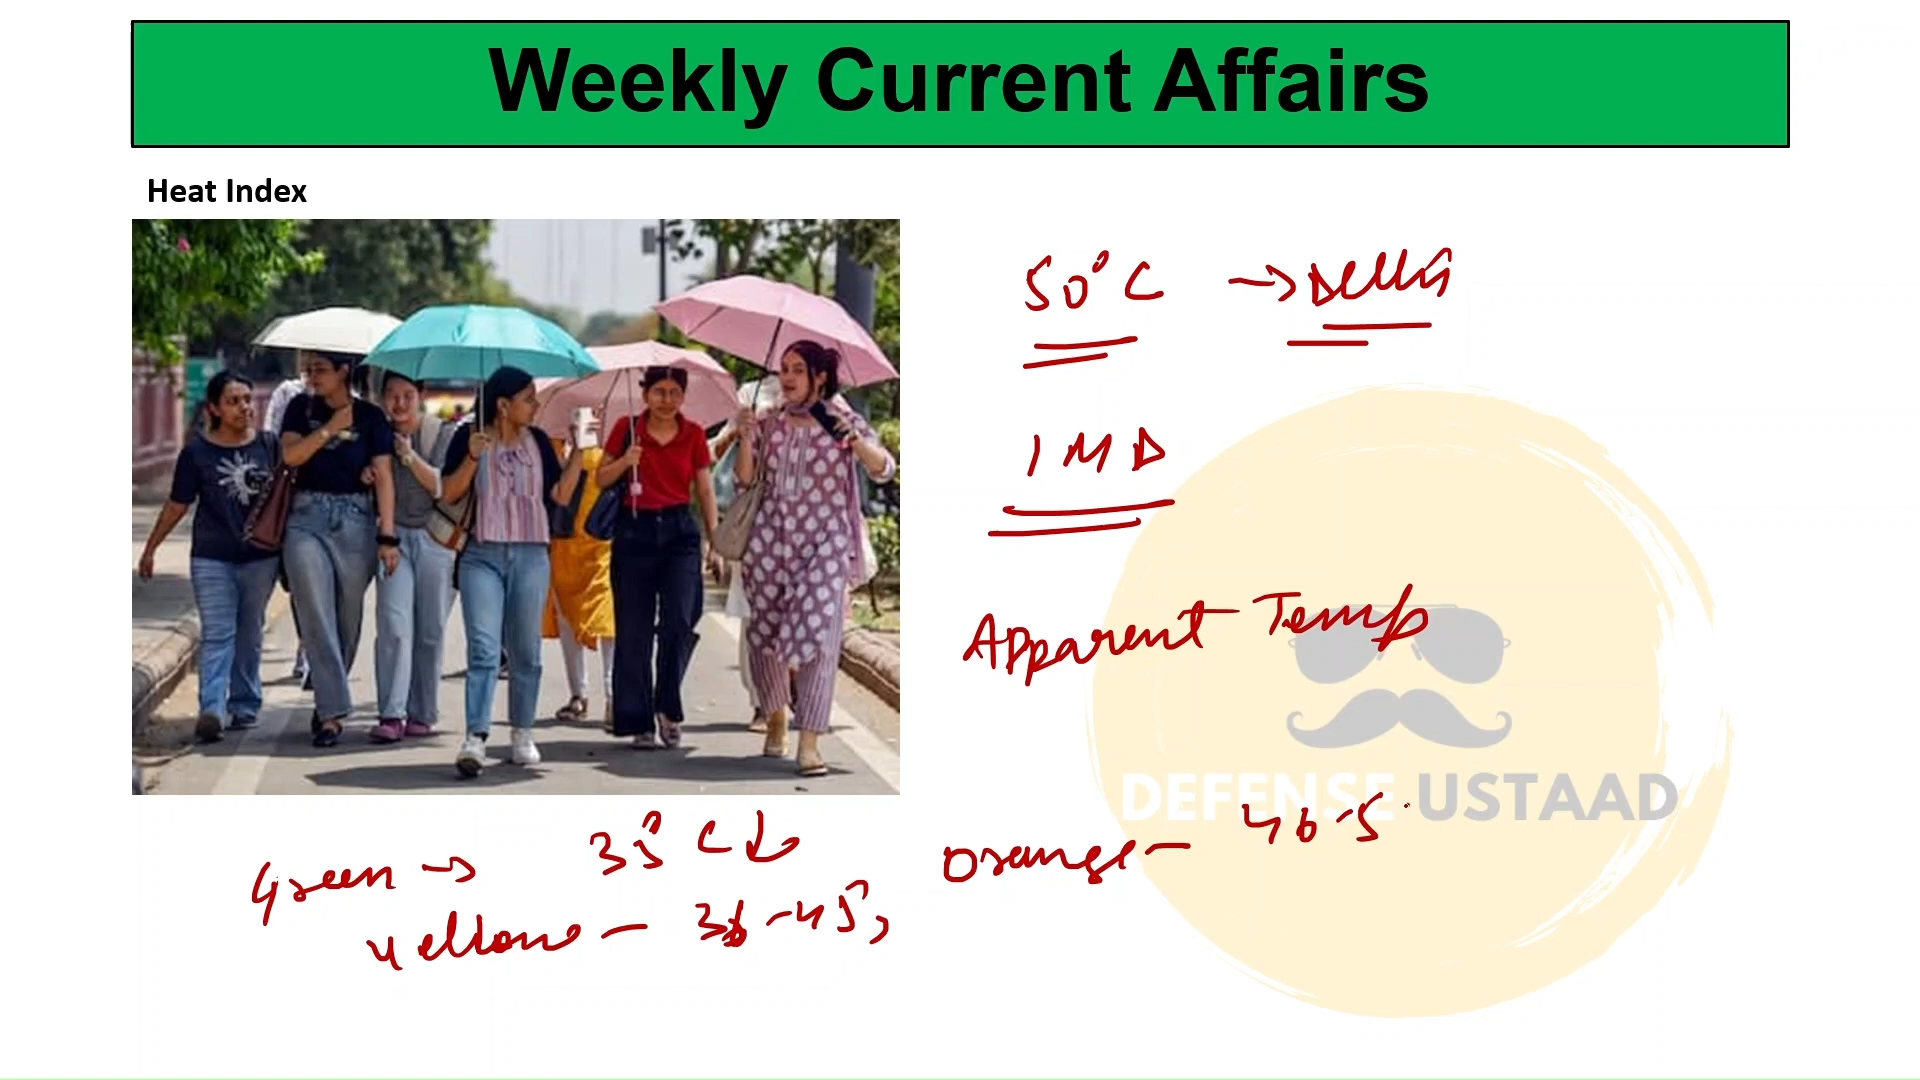 Weekly Current Affairs
Heat Index
50°C → Delhi
IMD
Apparent Temp
DEFENSE USTAAD
Green → 35°C ↓
Yellow - 36-45°,
Orange - 46-5